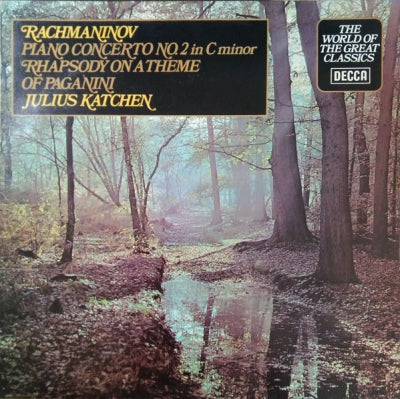 RACHMANINOV
PIANO CONCERTO NO. 2 in C minor
RHAPSODY ON A THEME
OF PAGANINI
JULIUS KATCHEN
THE
WORLD OF
THE GREAT
CLASSICS
DECCA